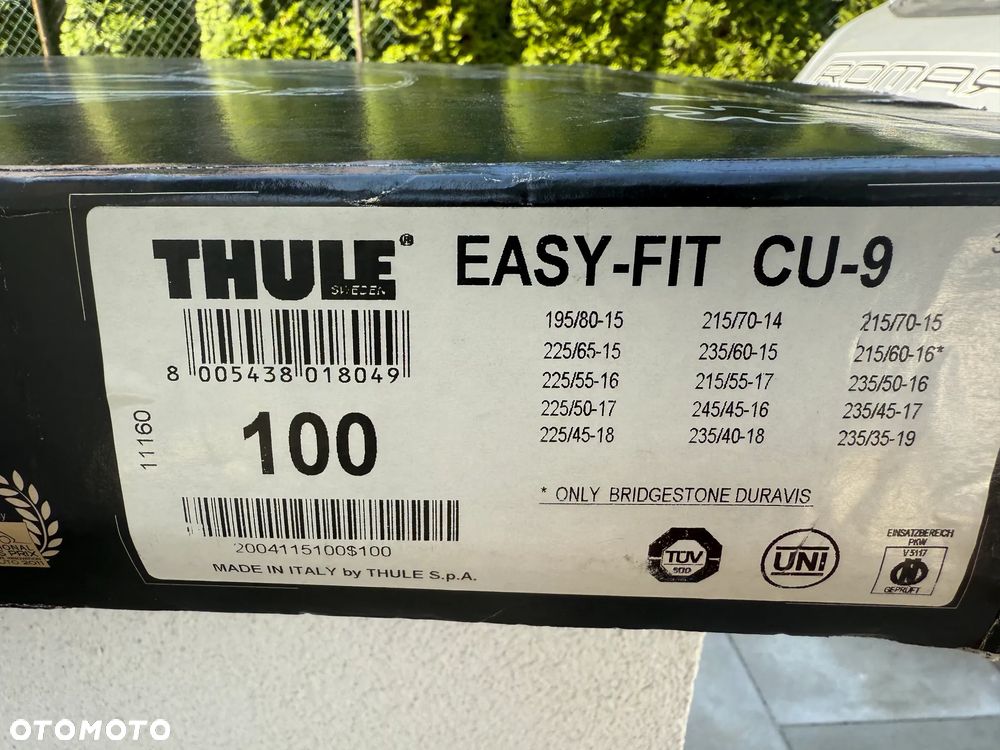 ROMA
THULE®
SWEDEN
EASY-FIT CU-9
195/80-15 215/70-14 215/70-15
225/65-15 235/60-15 215/60-16*
225/55-16 215/55-17 235/50-16
225/50-17 245/45-16 235/45-17
225/45-18 235/40-18 235/35-19
* ONLY BRIDGESTONE DURAVIS
8 005438 018049
11160
100
2004115100$100
MADE IN ITALY by THULE S.p.A.
TÜV
SÜD
UNI
EINSATZBEREICH
PKW
V5117
GEPRÜFT
OTOMOTO